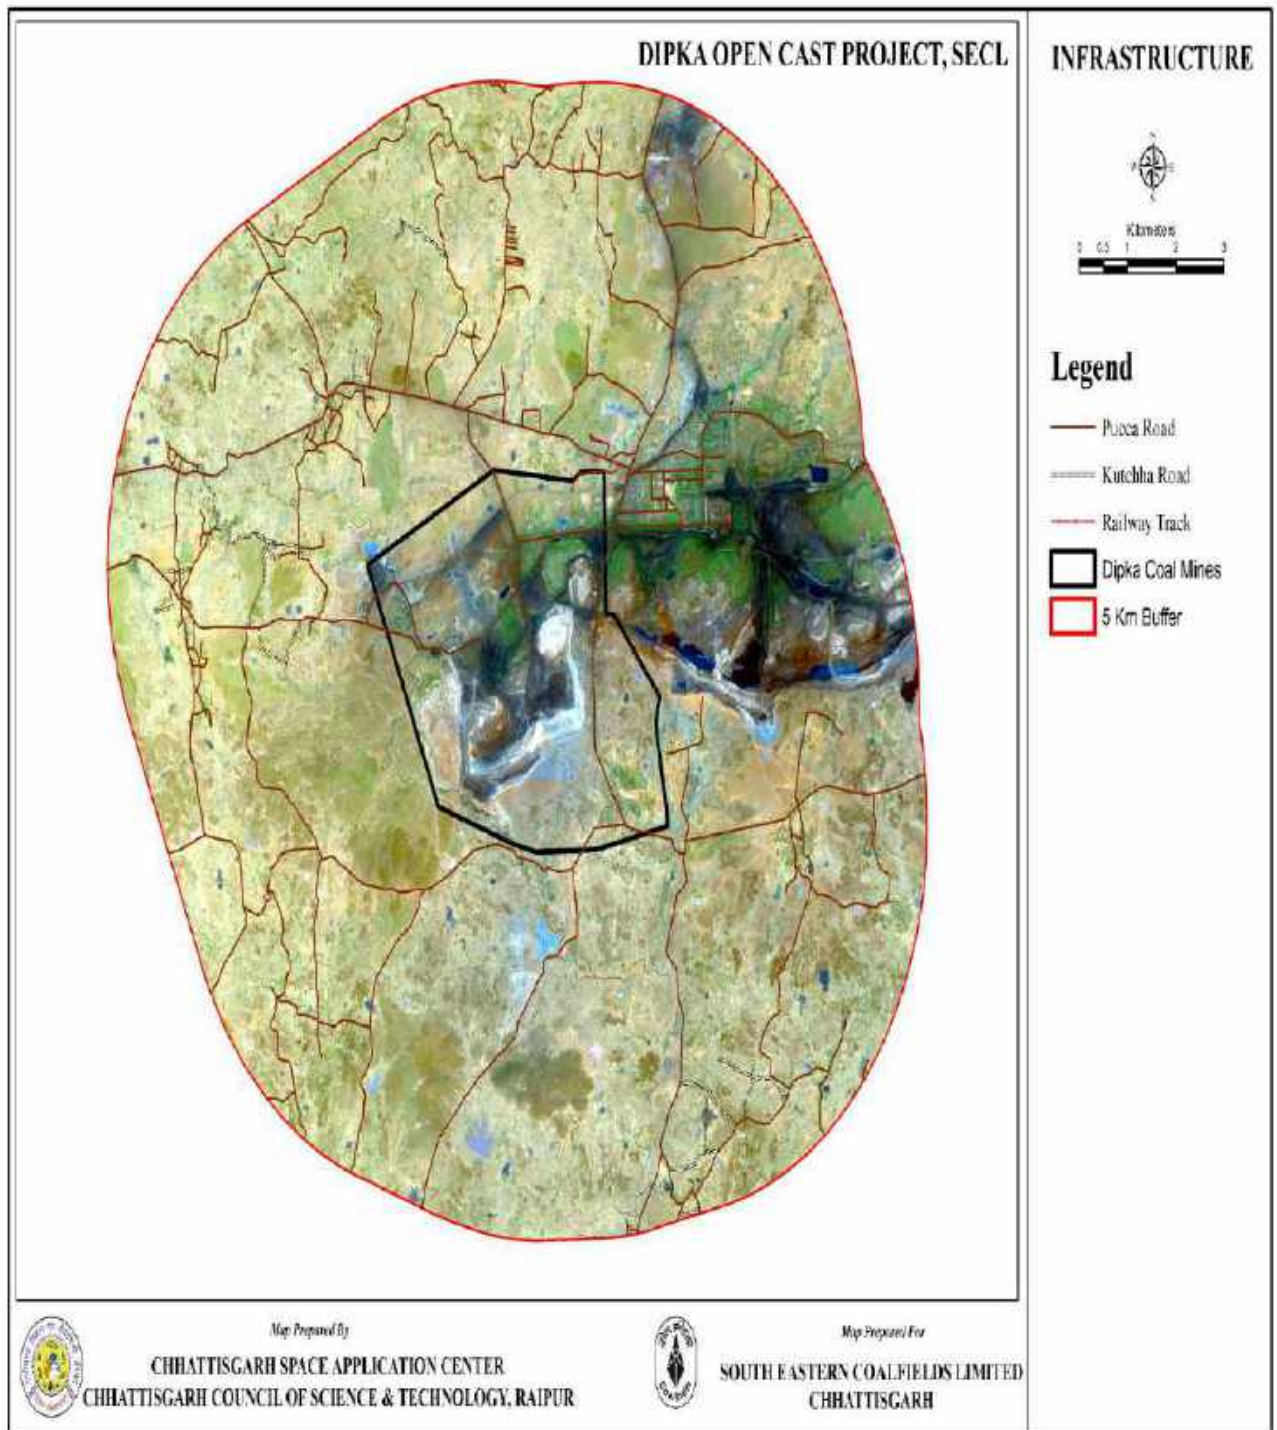 DIPKA OPEN CAST PROJECT, SECL
INFRASTRUCTURE
N
S
Kilometers
0 0.5 1 2 3
Legend
Pucca Road
Kutchha Road
Railway Track
Dipka Coal Mines
5 Km Buffer
Map Prepared By
CHHATTISGARH SPACE APPLICATION CENTER
CHHATTISGARH COUNCIL OF SCIENCE & TECHNOLOGY, RAIPUR
Map Prepared For
SOUTH EASTERN COALFIELDS LIMITED
CHHATTISGARH